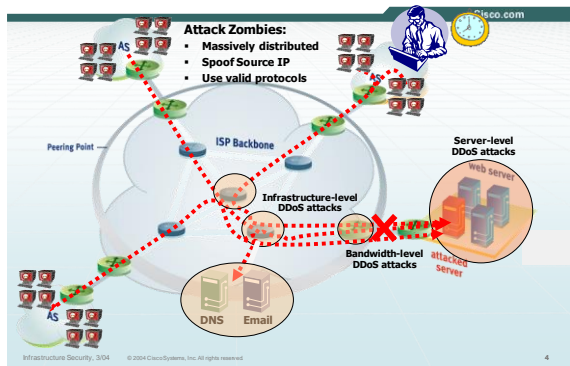 Cisco.com
Attack Zombies:
• Massively distributed
• Spoof Source IP
• Use valid protocols
AS
AS
Peering Point
ISP Backbone
Server-level
DDoS attacks
web server
Infrastructure-level
DDoS attacks
Bandwidth-level
DDoS attacks
attacked
server
DNS
Email
AS
Infrastructure Security, 3/04
© 2004 Cisco Systems, Inc. All rights reserved.
4